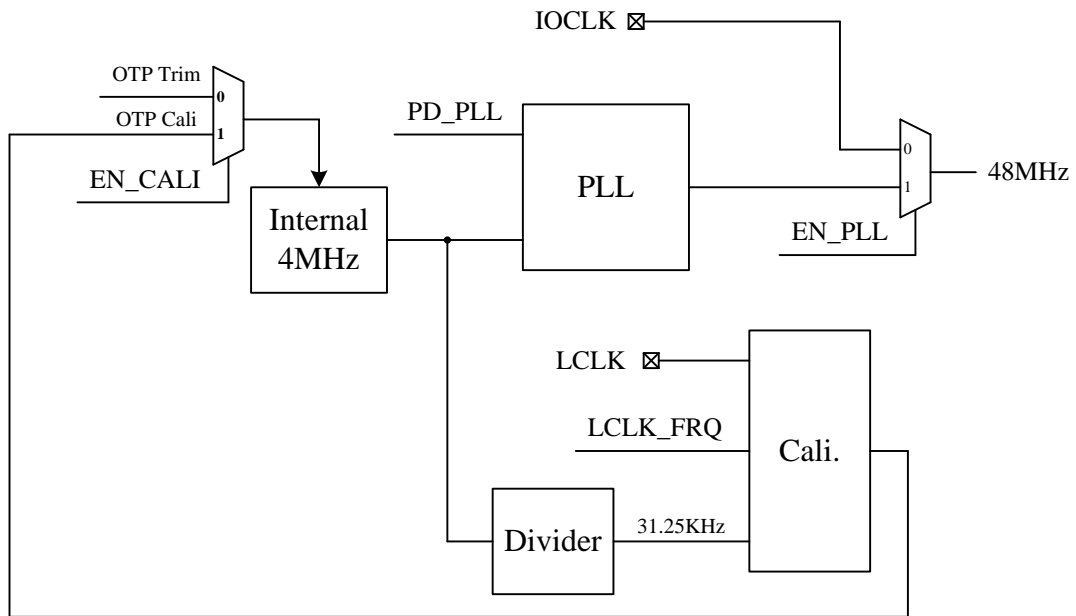 IOCLK
OTP Trim
0
OTP Cali
1
EN_CALI
PD_PLL
PLL
0
1
48MHz
EN_PLL
Internal
4MHz
LCLK
LCLK_FRQ
Cali.
Divider
31.25KHz